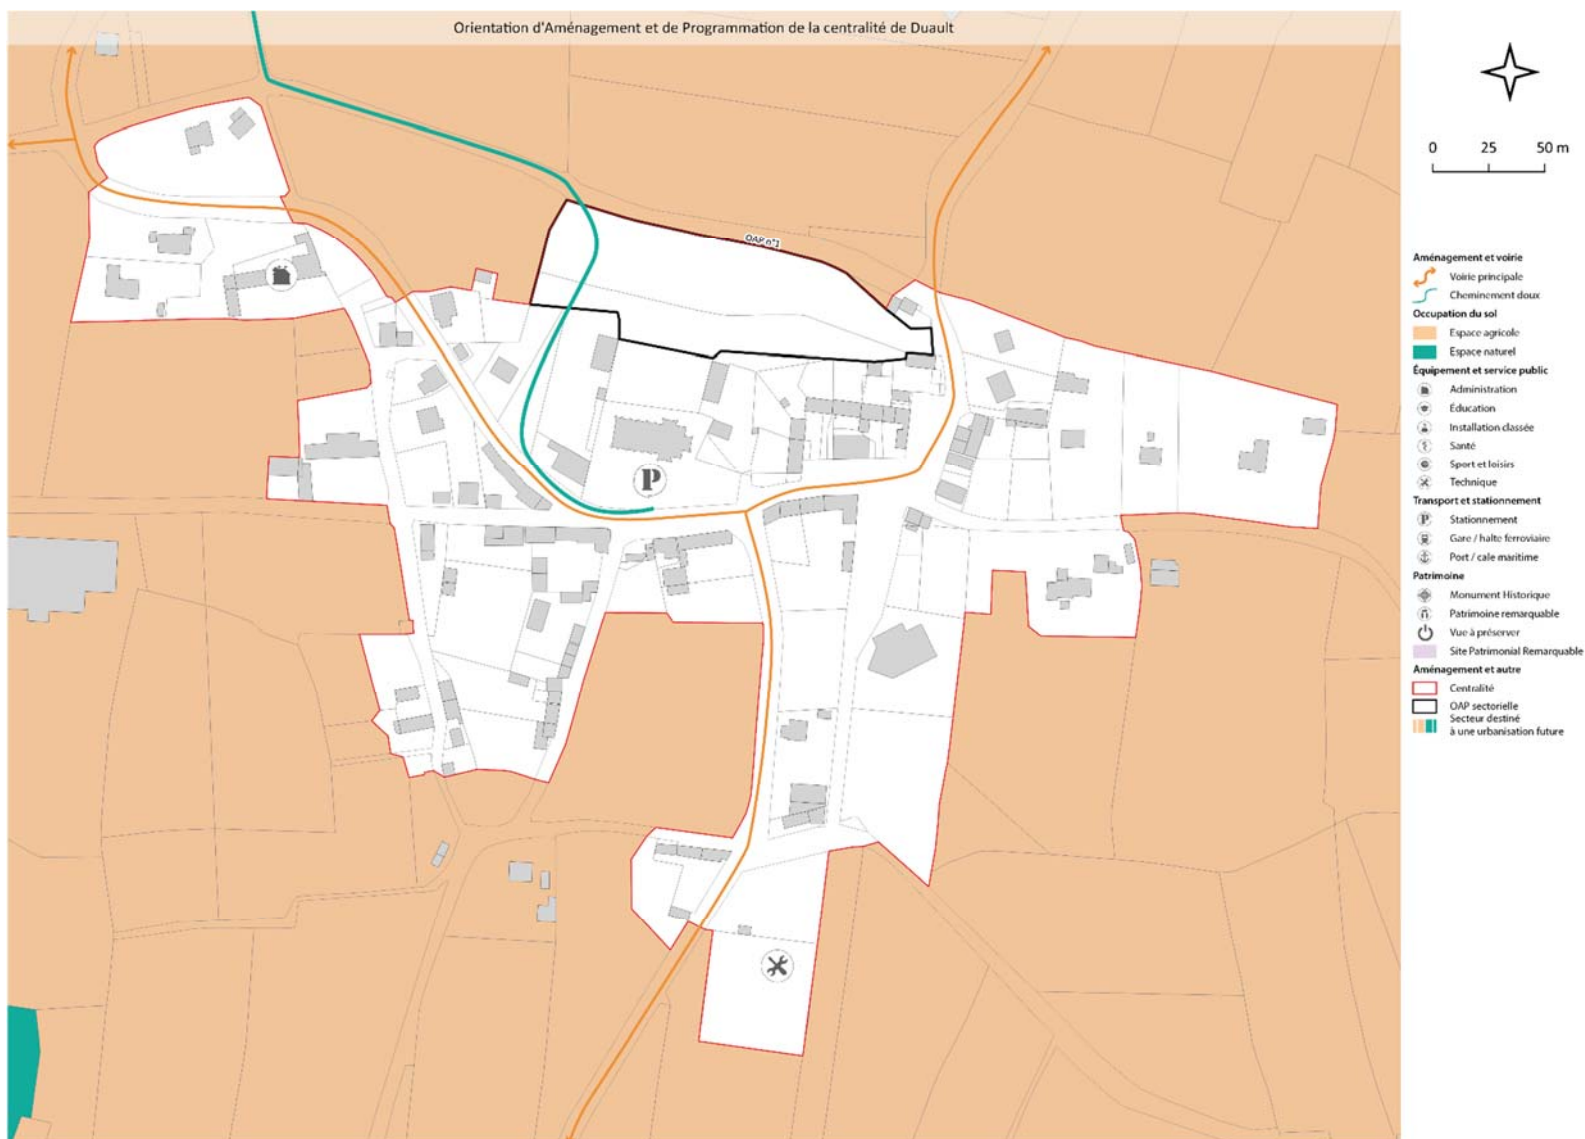 Orientation d'Aménagement et de Programmation de la centralité de Duault
0 25 50 m
OAP n°1
P
Aménagement et voirie
Voirie principale
Cheminement doux
Occupation du sol
Espace agricole
Espace naturel
Équipement et service public
Administration
Éducation
Installation classée
Santé
Sport et loisirs
Technique
Transport et stationnement
P Stationnement
Gare / halte ferroviaire
Port / cale maritime
Patrimoine
Monument Historique
Patrimoine remarquable
Vue à préserver
Site Patrimonial Remarquable
Aménagement et autre
Centralité
OAP sectorielle
Secteur destiné
à une urbanisation future